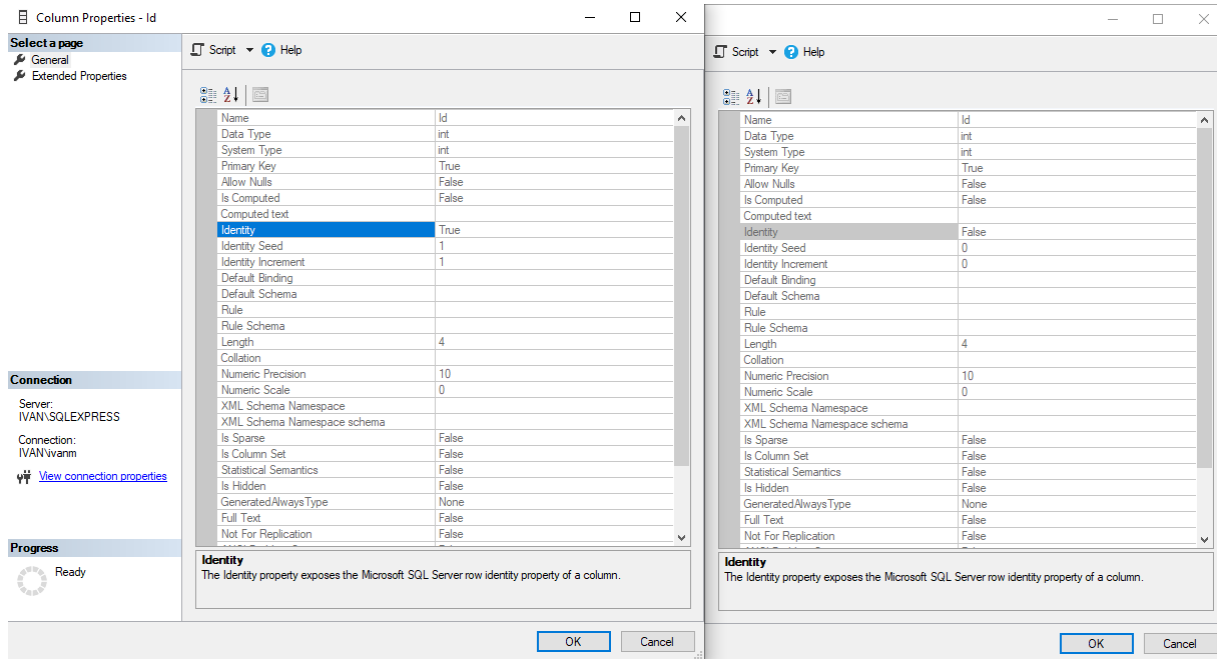 Column Properties - Id
Select a page
General
Extended Properties
Connection
Server:
IVAN\SQLEXPRESS
Connection:
IVAN\ivanm
View connection properties
Progress
Ready
Script Help
Name Id
Data Type int
System Type int
Primary Key True
Allow Nulls False
Is Computed False
Computed text
Identity True
Identity Seed 1
Identity Increment 1
Default Binding
Default Schema
Rule
Rule Schema
Length 4
Collation
Numeric Precision 10
Numeric Scale 0
XML Schema Namespace
XML Schema Namespace schema
Is Sparse False
Is Column Set False
Statistical Semantics False
Is Hidden False
GeneratedAlwaysType None
Full Text False
Not For Replication False
Identity
The Identity property exposes the Microsoft SQL Server row identity property of a column.
OK Cancel
Script Help
Name Id
Data Type int
System Type int
Primary Key True
Allow Nulls False
Is Computed False
Computed text
Identity False
Identity Seed 0
Identity Increment 0
Default Binding
Default Schema
Rule
Rule Schema
Length 4
Collation
Numeric Precision 10
Numeric Scale 0
XML Schema Namespace
XML Schema Namespace schema
Is Sparse False
Is Column Set False
Statistical Semantics False
Is Hidden False
GeneratedAlwaysType None
Full Text False
Not For Replication False
Identity
The Identity property exposes the Microsoft SQL Server row identity property of a column.
OK Cancel